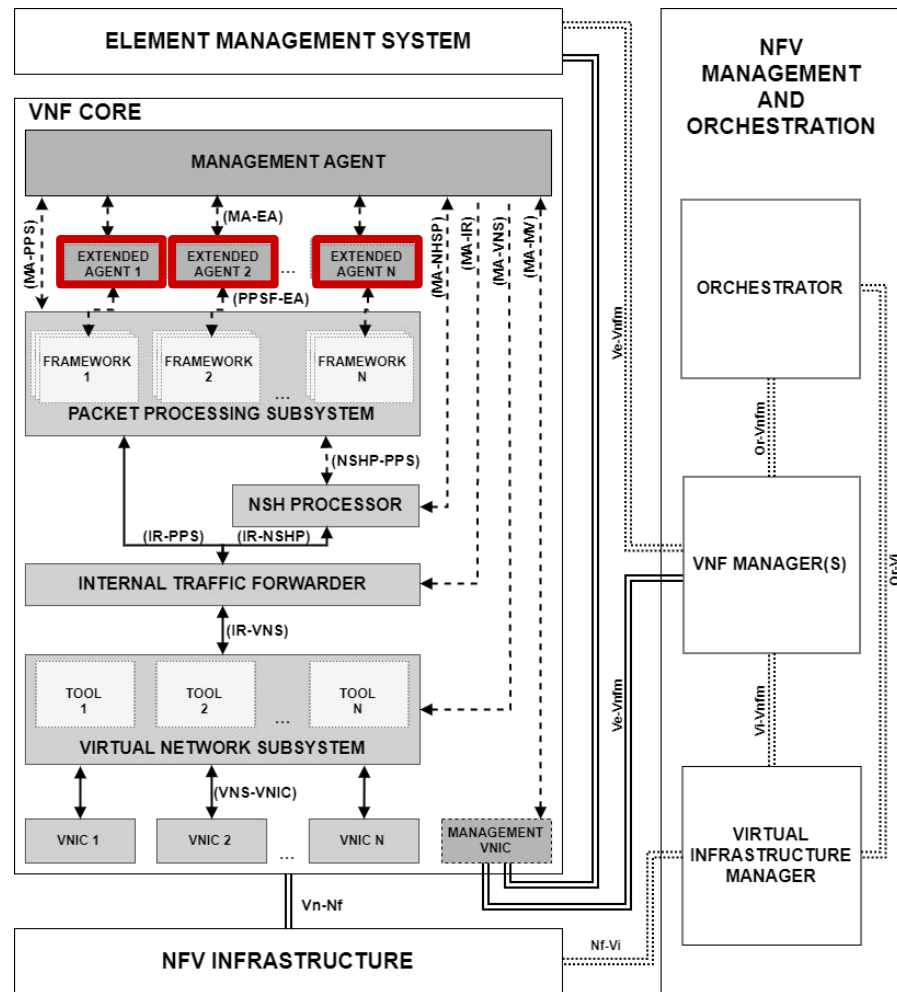 ELEMENT MANAGEMENT SYSTEM
NFV
MANAGEMENT
AND
ORCHESTRATION
VNF CORE
MANAGEMENT AGENT
(MA-PPS)
(MA-EA)
(MA-NHSP)
(MA-IR)
(MA-VNS)
(MA-MV)
EXTENDED
AGENT 1
EXTENDED
AGENT 2
...
EXTENDED
AGENT N
(PPSF-EA)
FRAMEWORK
1
FRAMEWORK
2
...
FRAMEWORK
N
PACKET PROCESSING SUBSYSTEM
(NSHP-PPS)
NSH PROCESSOR
(IR-PPS)
(IR-NSHP)
INTERNAL TRAFFIC FORWARDER
(IR-VNS)
TOOL
1
TOOL
2
...
TOOL
N
VIRTUAL NETWORK SUBSYSTEM
(VNS-VNIC)
VNIC 1
VNIC 2
...
VNIC N
MANAGEMENT
VNIC
Vn-Nf
NFV INFRASTRUCTURE
Ve-Vnfm
Ve-Vnfm
Nf-Vi
ORCHESTRATOR
Or-Vnfm
VNF MANAGER(S)
Or-Vi
Vi-Vnfm
VIRTUAL
INFRASTRUCTURE
MANAGER